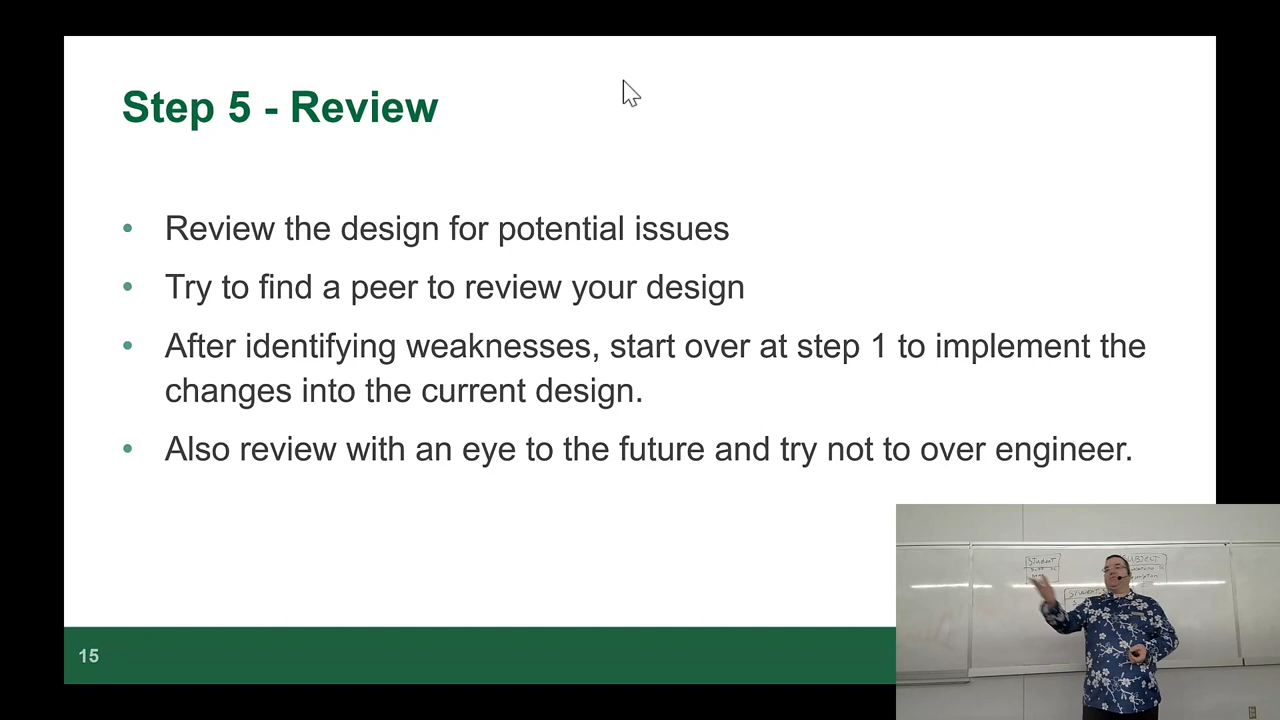 Step 5 - Review
• Review the design for potential issues
• Try to find a peer to review your design
• After identifying weaknesses, start over at step 1 to implement the
changes into the current design.
• Also review with an eye to the future and try not to over engineer.
15
STUDENT
SUBJECT